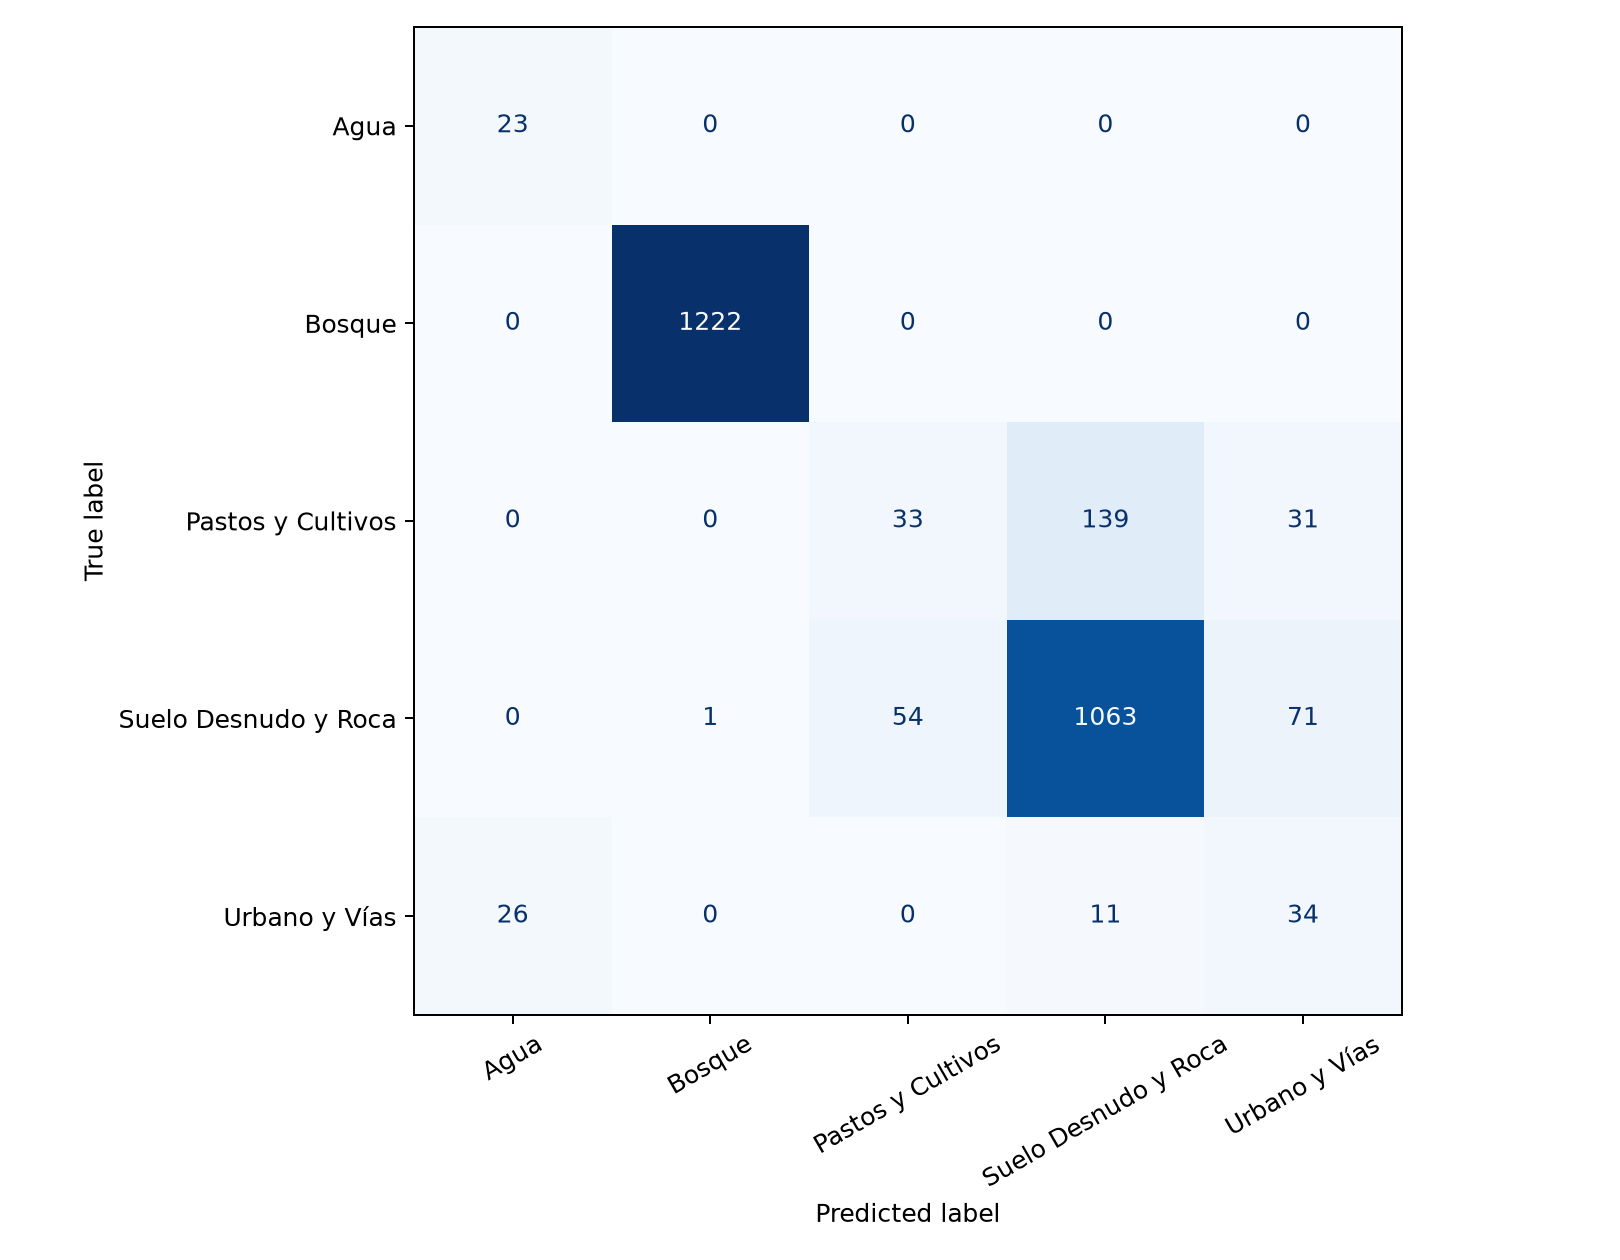 True label
Agua 23 0 0 0 0
Bosque 0 1222 0 0 0
Pastos y Cultivos 0 0 33 139 31
Suelo Desnudo y Roca 0 1 54 1063 71
Urbano y Vías 26 0 0 11 34
Agua Bosque Pastos y Cultivos Suelo Desnudo y Roca Urbano y Vías
Predicted label